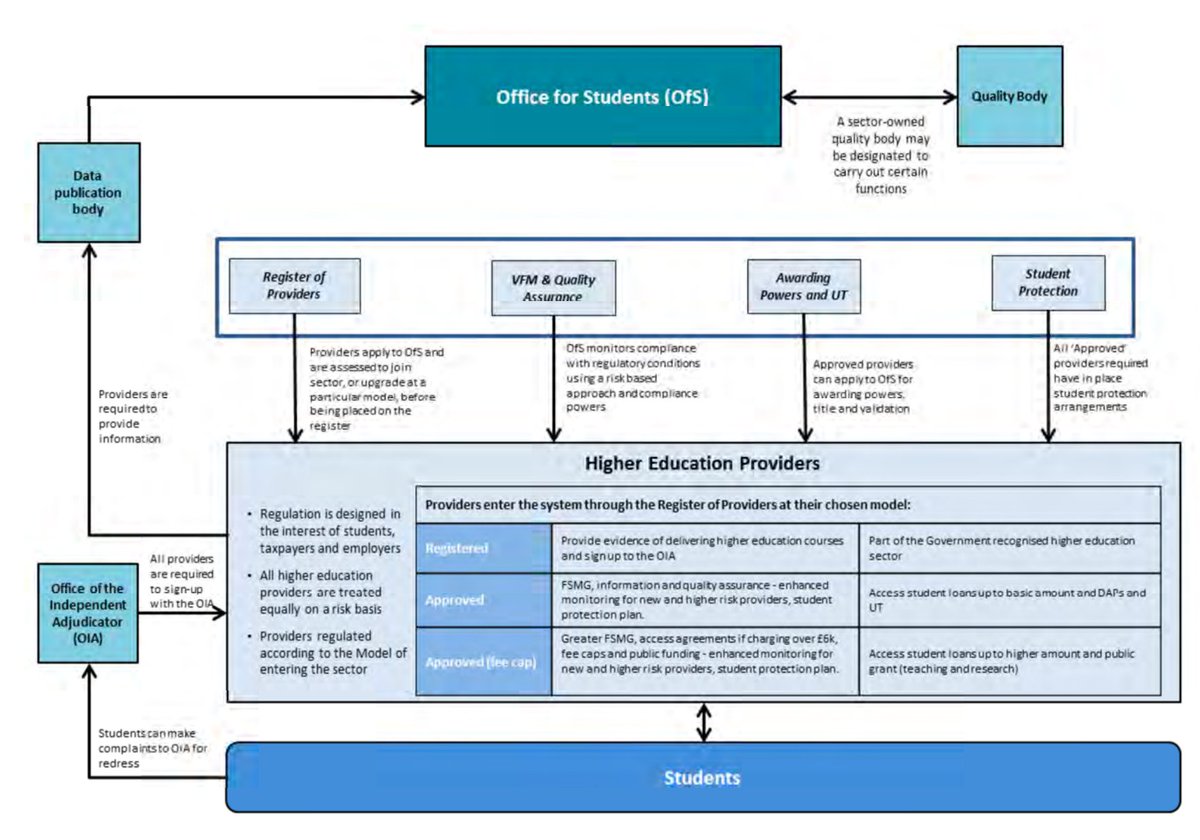 Office for Students (OfS)
Quality Body
A sector-owned
quality body may
be designated to
carry out certain
functions
Data
publication
body
Register of
Providers
VFM & Quality
Assurance
Awarding
Powers and UT
Student
Protection
Providers apply to OfS and
are assessed to join
sector, or upgrade at a
particular model, before
being placed on the
register
OfS monitors compliance
with regulatory conditions
using a risk based
approach and compliance
powers
Approved providers
can apply to OfS for
awarding powers,
title and validation
All 'Approved'
providers required
have in place
student protection
arrangements
Providers are
required to
provide
information
Higher Education Providers
• Regulation is designed in
the interest of students,
taxpayers and employers
• All higher education
providers are treated
equally on a risk basis
• Providers regulated
according to the Model of
entering the sector
Providers enter the system through the Register of Providers at their chosen model:
Registered
Provide evidence of delivering higher education courses
and sign up to the OIA
Part of the Government recognised higher education
sector
Approved
FSMG, information and quality assurance - enhanced
monitoring for new and higher risk providers, student
protection plan.
Access student loans up to basic amount and DAPs and
UT
Approved (fee cap)
Greater FSMG, access agreements if charging over £6k,
fee caps and public funding - enhanced monitoring for
new and higher risk providers, student protection plan.
Access student loans up to higher amount and public
grant (teaching and research)
All providers
are required
to sign-up
with the OIA
Office of the
Independent
Adjudicator
(OIA)
Students can make
complaints to OIA for
redress
Students